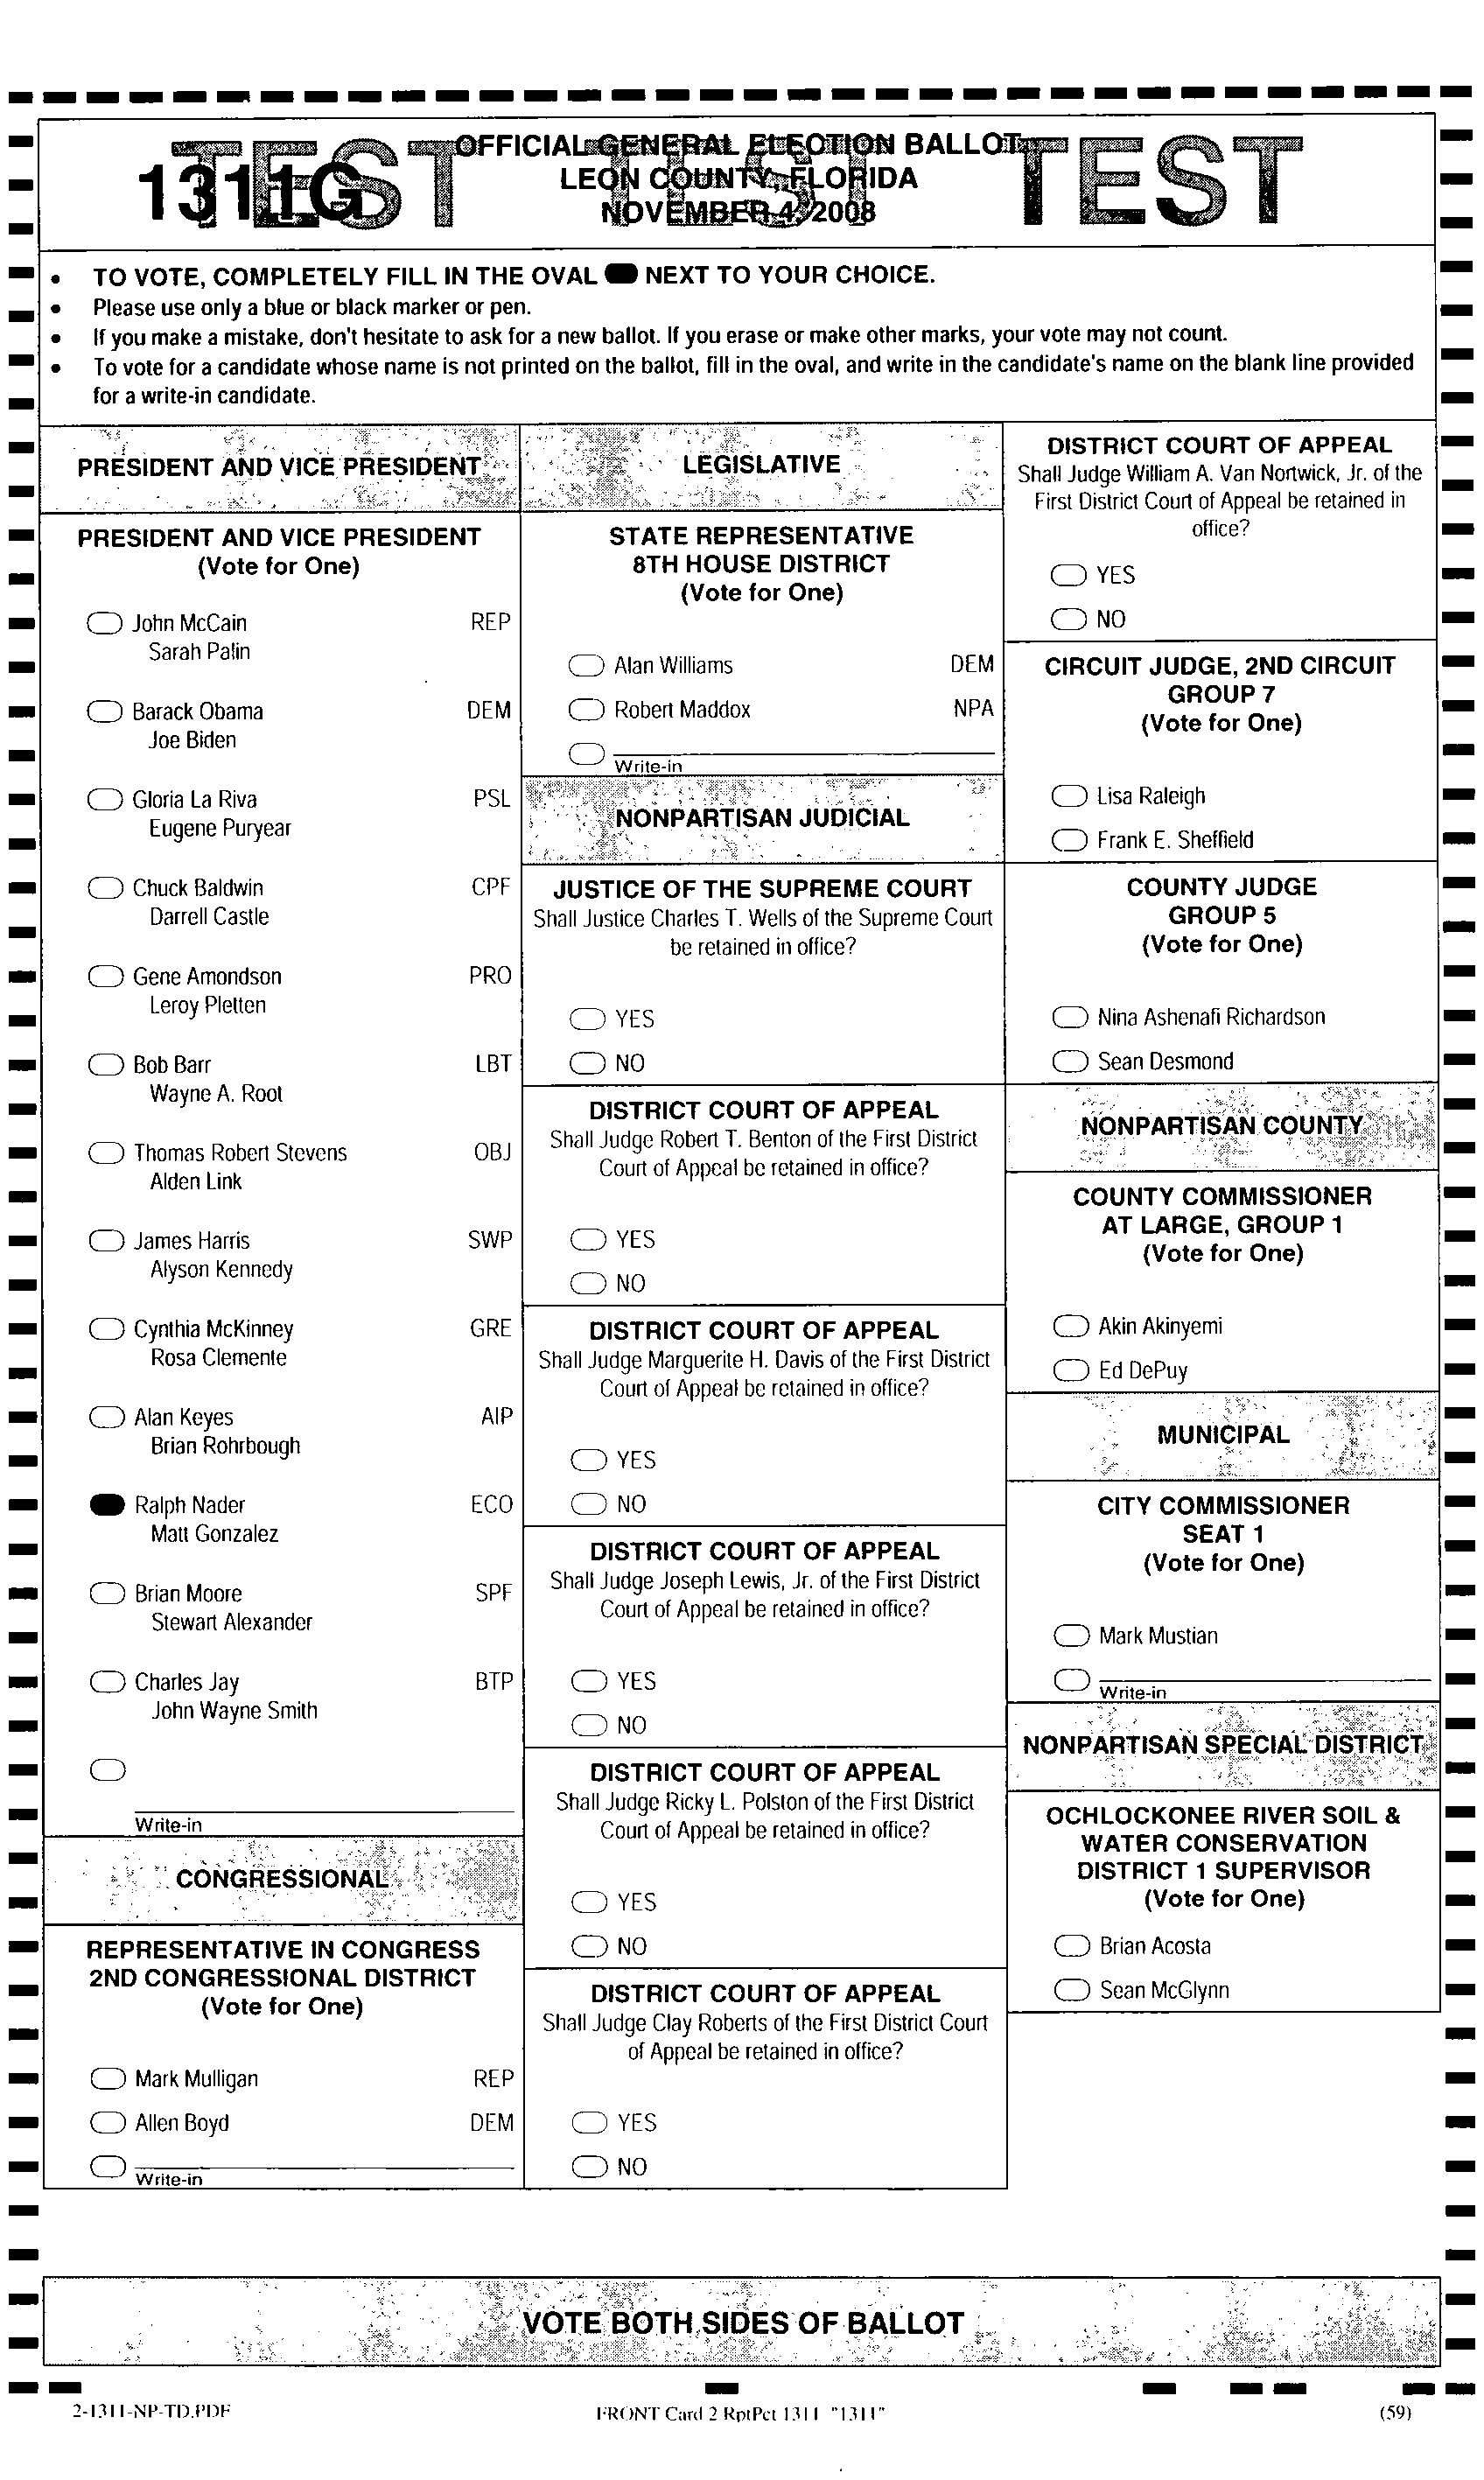 TEST TEST TEST
1311G
OFFICIAL GENERAL ELECTION BALLOT
LEON COUNTY, FLORIDA
NOVEMBER 4, 2008
• TO VOTE, COMPLETELY FILL IN THE OVAL NEXT TO YOUR CHOICE.
• Please use only a blue or black marker or pen.
• If you make a mistake, don't hesitate to ask for a new ballot. If you erase or make other marks, your vote may not count.
• To vote for a candidate whose name is not printed on the ballot, fill in the oval, and write in the candidate's name on the blank line provided
for a write-in candidate.
PRESIDENT AND VICE PRESIDENT
PRESIDENT AND VICE PRESIDENT
(Vote for One)
John McCain REP
Sarah Palin
Barack Obama DEM
Joe Biden
Gloria La Riva PSL
Eugene Puryear
Chuck Baldwin CPF
Darrell Castle
Gene Amondson PRO
Leroy Pletten
Bob Barr LBT
Wayne A. Root
Thomas Robert Stevens OBJ
Alden Link
James Harris SWP
Alyson Kennedy
Cynthia McKinney GRE
Rosa Clemente
Alan Keyes AIP
Brian Rohrbough
Ralph Nader ECO
Matt Gonzalez
Brian Moore SPF
Stewart Alexander
Charles Jay BTP
John Wayne Smith
Write-in
CONGRESSIONAL
REPRESENTATIVE IN CONGRESS
2ND CONGRESSIONAL DISTRICT
(Vote for One)
Mark Mulligan REP
Allen Boyd DEM
Write-in
LEGISLATIVE
STATE REPRESENTATIVE
8TH HOUSE DISTRICT
(Vote for One)
Alan Williams DEM
Robert Maddox NPA
Write-in
NONPARTISAN JUDICIAL
JUSTICE OF THE SUPREME COURT
Shall Justice Charles T. Wells of the Supreme Court
be retained in office?
YES
NO
DISTRICT COURT OF APPEAL
Shall Judge Robert T. Benton of the First District
Court of Appeal be retained in office?
YES
NO
DISTRICT COURT OF APPEAL
Shall Judge Marguerite H. Davis of the First District
Court of Appeal be retained in office?
YES
NO
DISTRICT COURT OF APPEAL
Shall Judge Joseph Lewis, Jr. of the First District
Court of Appeal be retained in office?
YES
NO
DISTRICT COURT OF APPEAL
Shall Judge Ricky L. Polston of the First District
Court of Appeal be retained in office?
YES
NO
DISTRICT COURT OF APPEAL
Shall Judge Clay Roberts of the First District Court
of Appeal be retained in office?
YES
NO
DISTRICT COURT OF APPEAL
Shall Judge William A. Van Nortwick, Jr. of the
First District Court of Appeal be retained in
office?
YES
NO
CIRCUIT JUDGE, 2ND CIRCUIT
GROUP 7
(Vote for One)
Lisa Raleigh
Frank E. Sheffield
COUNTY JUDGE
GROUP 5
(Vote for One)
Nina Ashenafi Richardson
Sean Desmond
NONPARTISAN COUNTY
COUNTY COMMISSIONER
AT LARGE, GROUP 1
(Vote for One)
Akin Akinyemi
Ed DePuy
MUNICIPAL
CITY COMMISSIONER
SEAT 1
(Vote for One)
Mark Mustian
Write-in
NONPARTISAN SPECIAL DISTRICT
OCHLOCKONEE RIVER SOIL &
WATER CONSERVATION
DISTRICT 1 SUPERVISOR
(Vote for One)
Brian Acosta
Sean McGlynn
VOTE BOTH SIDES OF BALLOT
2-1311-NP-TD.PDF FRONT Card 2 RptPct 1311 "1311" (59)